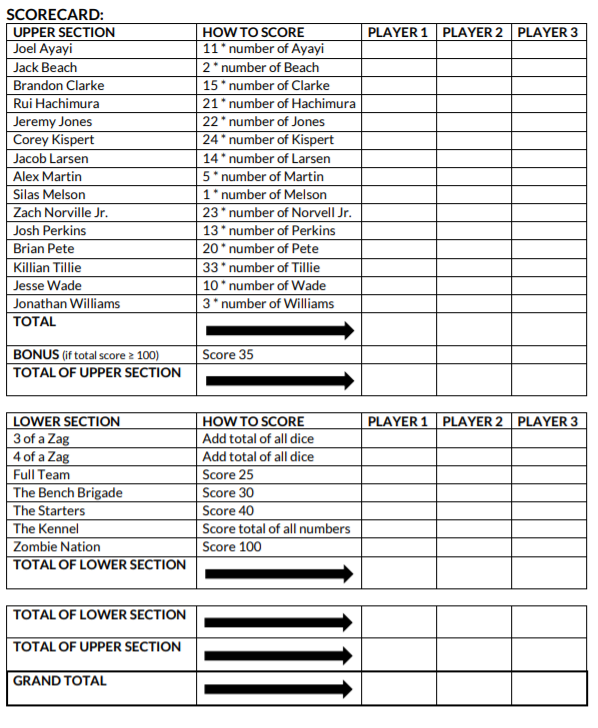 SCORECARD:
UPPER SECTION HOW TO SCORE PLAYER 1 PLAYER 2 PLAYER 3
Joel Ayayi 11 * number of Ayayi
Jack Beach 2 * number of Beach
Brandon Clarke 15 * number of Clarke
Rui Hachimura 21 * number of Hachimura
Jeremy Jones 22 * number of Jones
Corey Kispert 24 * number of Kispert
Jacob Larsen 14 * number of Larsen
Alex Martin 5 * number of Martin
Silas Melson 1 * number of Melson
Zach Norville Jr. 23 * number of Norvell Jr.
Josh Perkins 13 * number of Perkins
Brian Pete 20 * number of Pete
Killian Tillie 33 * number of Tillie
Jesse Wade 10 * number of Wade
Jonathan Williams 3 * number of Williams
TOTAL
BONUS (if total score ≥ 100) Score 35
TOTAL OF UPPER SECTION
LOWER SECTION HOW TO SCORE PLAYER 1 PLAYER 2 PLAYER 3
3 of a Zag Add total of all dice
4 of a Zag Add total of all dice
Full Team Score 25
The Bench Brigade Score 30
The Starters Score 40
The Kennel Score total of all numbers
Zombie Nation Score 100
TOTAL OF LOWER SECTION
TOTAL OF LOWER SECTION
TOTAL OF UPPER SECTION
GRAND TOTAL